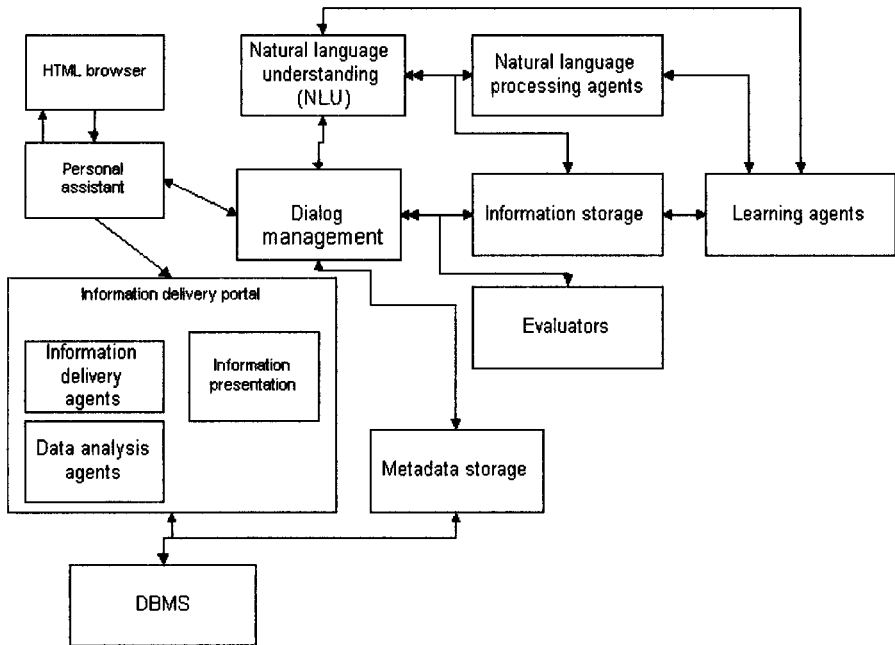 HTML browser
Natural language
understanding
(NLU)
Natural language
processing agents
Personal
assistant
Dialog
management
Information storage
Learning agents
Information delivery portal
Evaluators
Information
delivery
agents
Information
presentation
Data analysis
agents
Metadata storage
DBMS